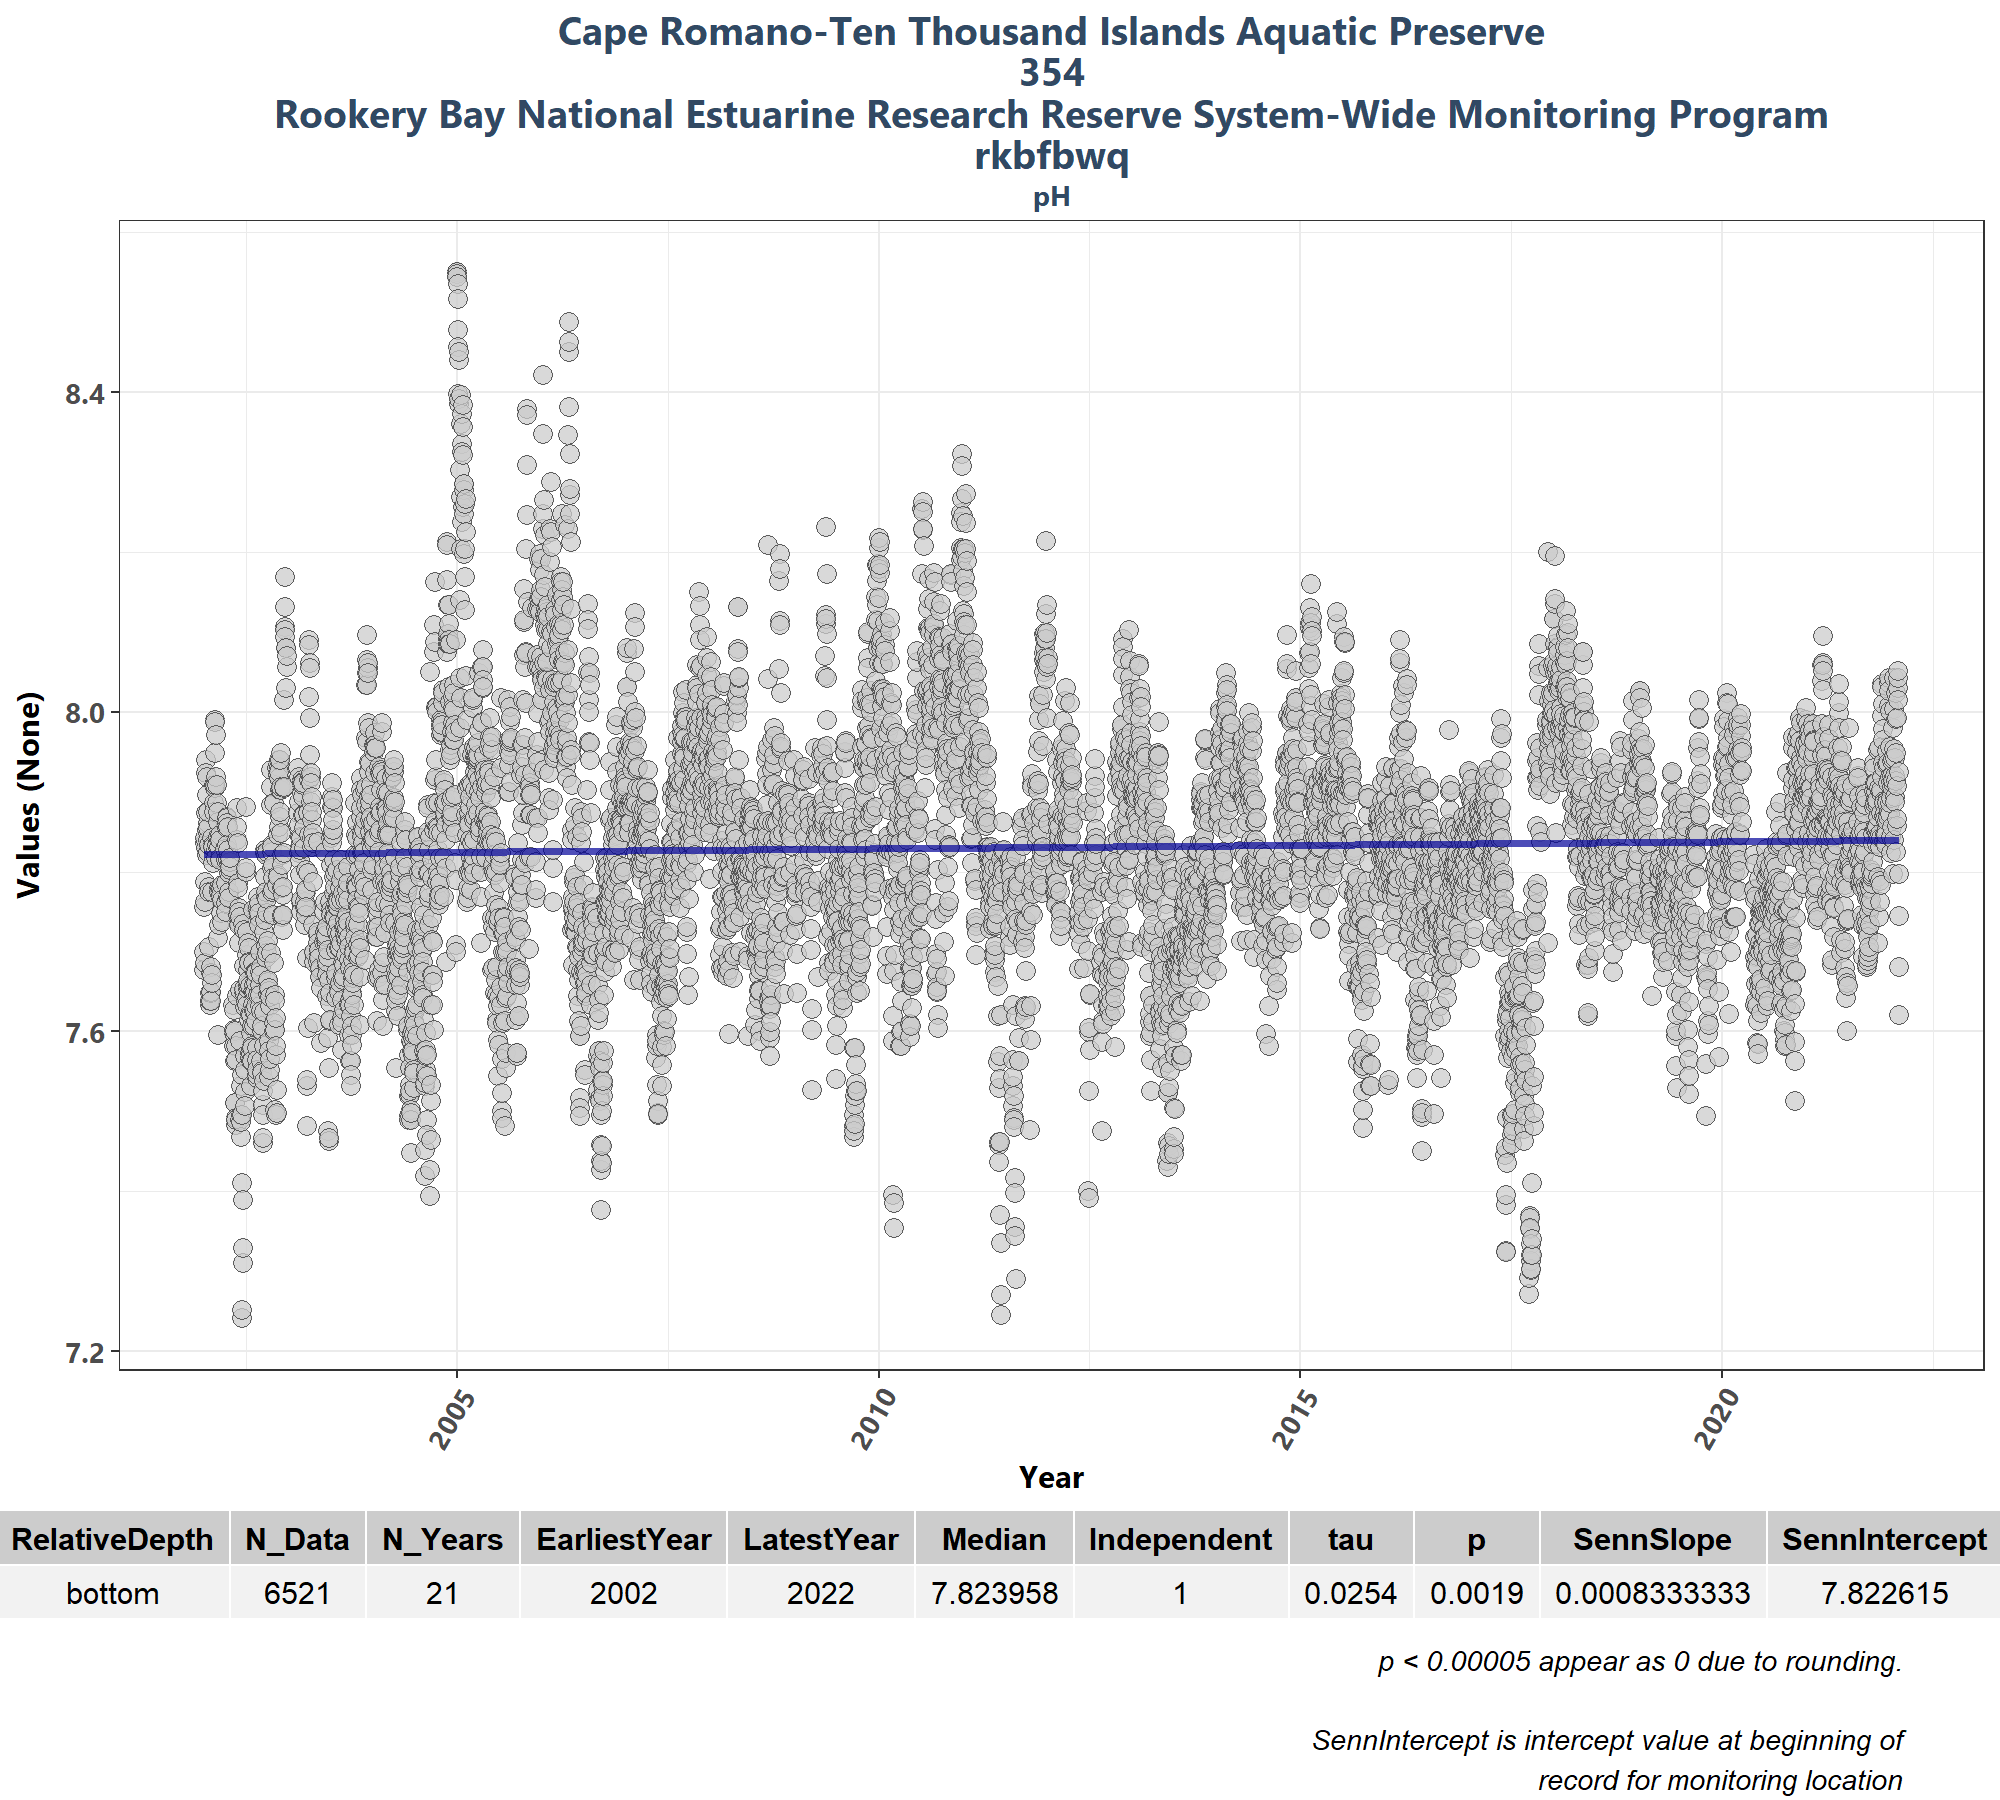 Cape Romano-Ten Thousand Islands Aquatic Preserve
354
Rookery Bay National Estuarine Research Reserve System-Wide Monitoring Program
rkbfbwq
pH
Values (None)
8.4
8.0
7.6
7.2
2005 2010 2015 2020
Year
RelativeDepth N_Data N_Years EarliestYear LatestYear Median Independent tau p SennSlope SennIntercept
bottom 6521 21 2002 2022 7.823958 1 0.0254 0.0019 0.0008333333 7.822615
p < 0.00005 appear as 0 due to rounding.
SennIntercept is intercept value at beginning of
record for monitoring location